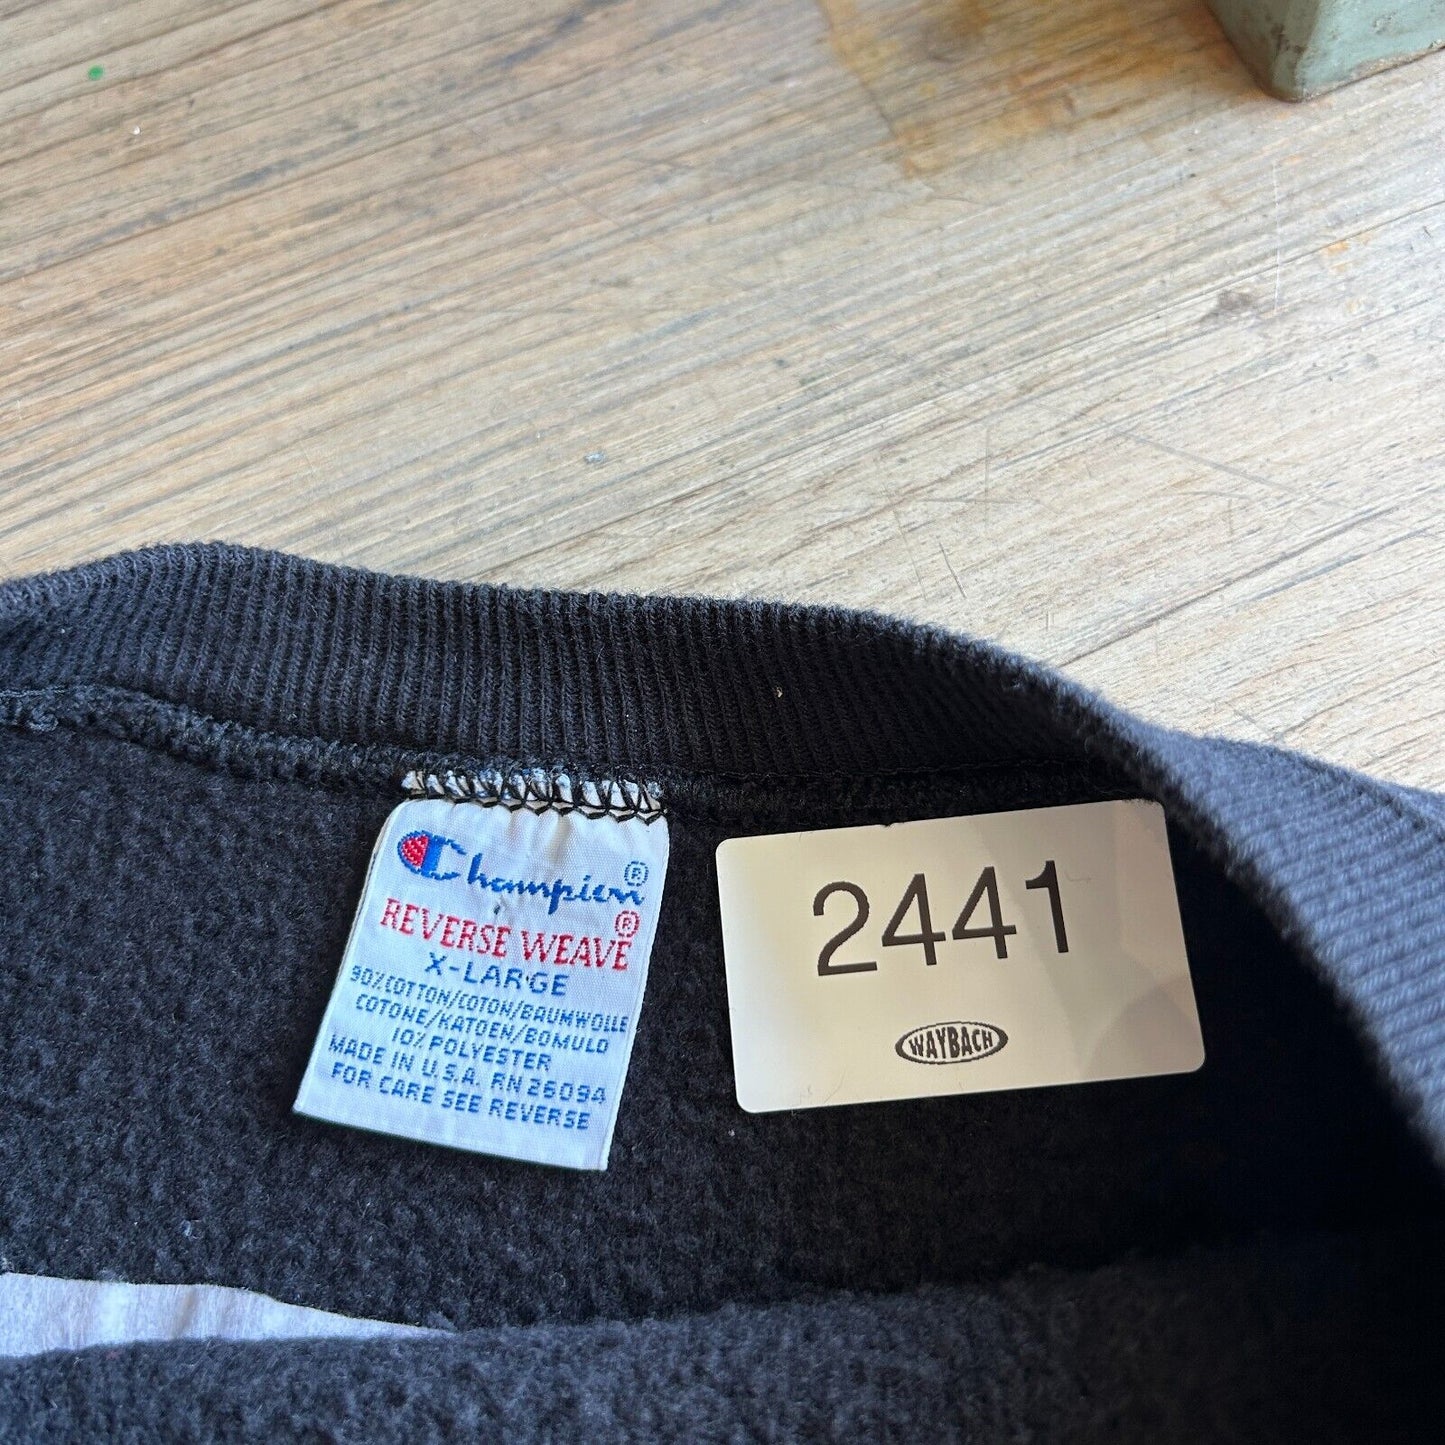 Champion®
REVERSE WEAVE®
X-LARGE
90% COTTON/COTON/BAUMWOLLE
COTONE/KATOEN/BOMULD
10% POLYESTER
MADE IN U.S.A. RN 26094
FOR CARE SEE REVERSE
2441
WAYBACH